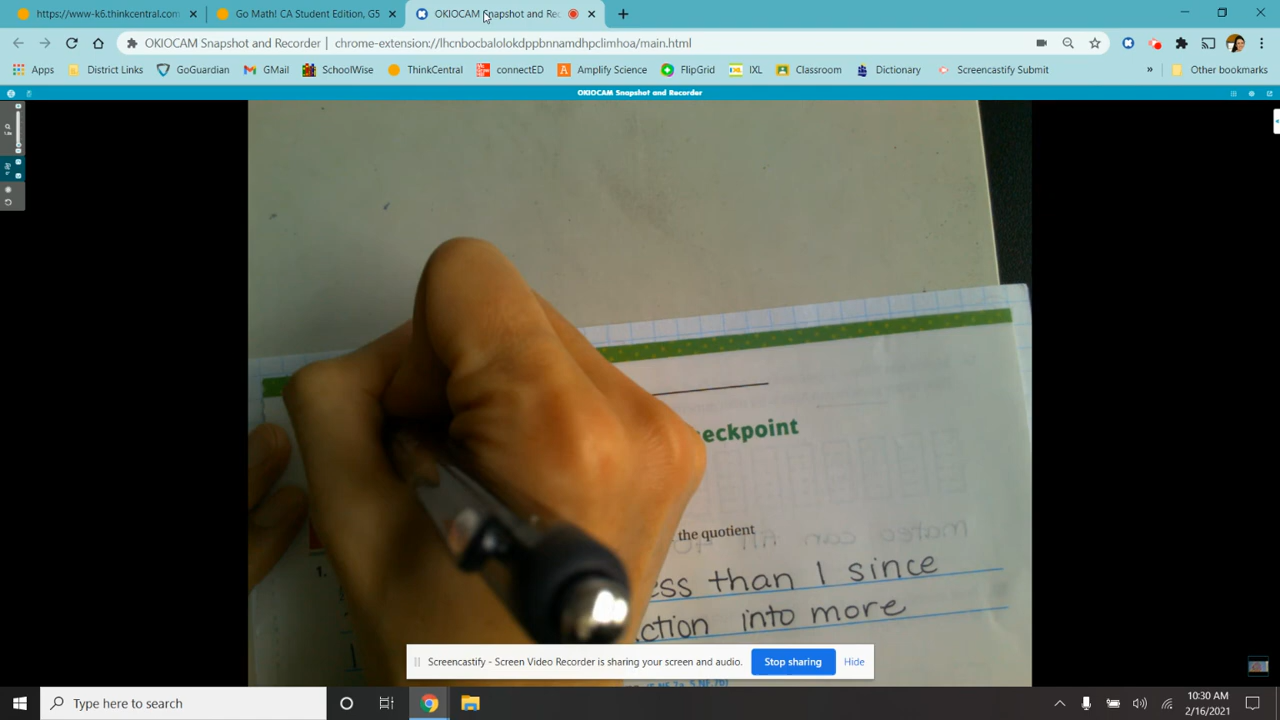 https://www-k6.thinkcentral.com
Go Math! CA Student Edition, G5
OKIOCAM Snapshot and Rec
OKIOCAM Snapshot and Recorder | chrome-extension://lhcnbocbalolokdppbnnamdhpclimhoa/main.html
Apps District Links GoGuardian GMail SchoolWise ThinkCentral connectED Amplify Science FlipGrid IXL Classroom Dictionary Screencastify Submit » Other bookmarks
OKIOCAM Snapshot and Recorder
eckpoint
the quotient
1. ess than 1 since
ction into more
Screencastify - Screen Video Recorder is sharing your screen and audio. Stop sharing Hide
Type here to search
10:30 AM
2/16/2021